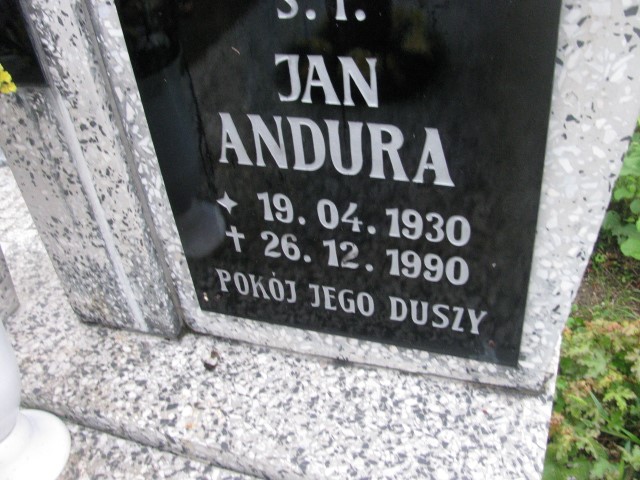 Ś. P.
JAN
ANDURA
19. 04. 1930
26. 12. 1990
POKÓJ JEGO DUSZY